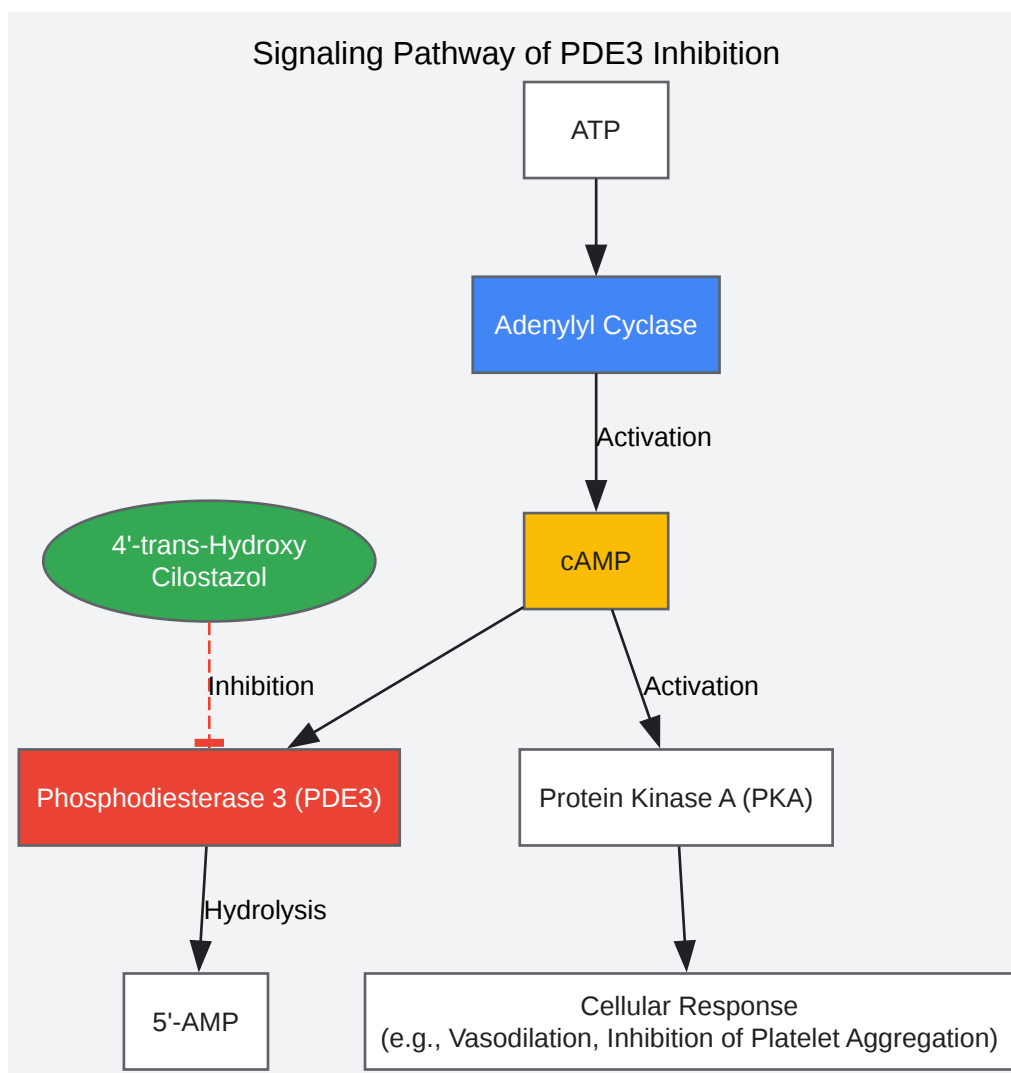 Signaling Pathway of PDE3 Inhibition
ATP
Adenylyl Cyclase
Activation
4'-trans-Hydroxy
Cilostazol
cAMP
Inhibition
Activation
Phosphodiesterase 3 (PDE3)
Protein Kinase A (PKA)
Hydrolysis
5'-AMP
Cellular Response
(e.g., Vasodilation, Inhibition of Platelet Aggregation)